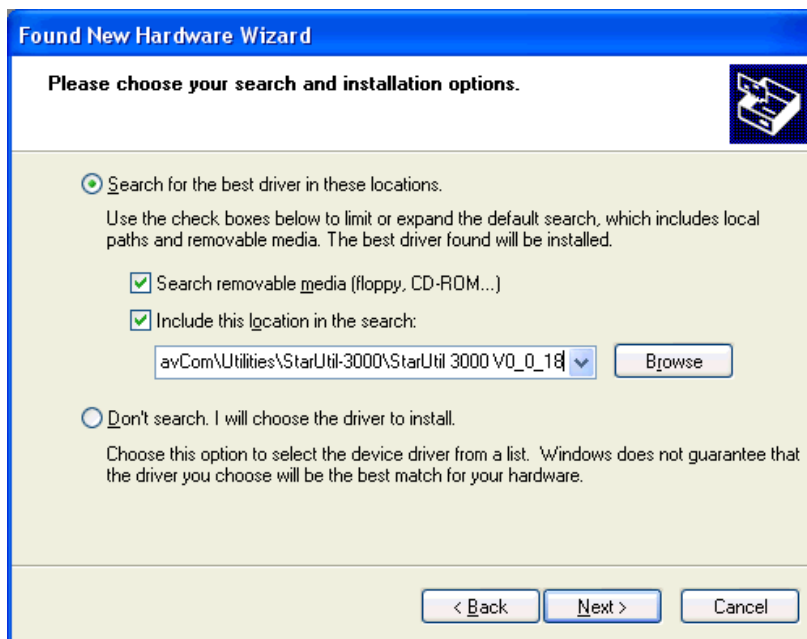 Found New Hardware Wizard
Please choose your search and installation options.
Search for the best driver in these locations.
Use the check boxes below to limit or expand the default search, which includes local
paths and removable media. The best driver found will be installed.
Search removable media (floppy, CD-ROM...)
Include this location in the search:
avCom\Utilities\StarUtil-3000\StarUtil 3000 V0_0_18
Browse
Don't search. I will choose the driver to install.
Choose this option to select the device driver from a list. Windows does not guarantee that
the driver you choose will be the best match for your hardware.
< Back
Next >
Cancel